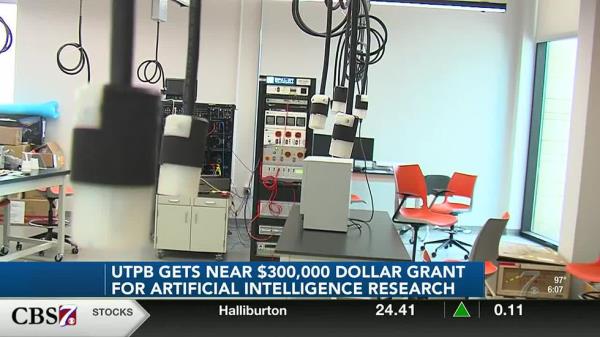 UTPB GETS NEAR $300,000 DOLLAR GRANT
FOR ARTIFICIAL INTELLIGENCE RESEARCH
97°
6:07
CBS7 STOCKS Halliburton 24.41 0.11